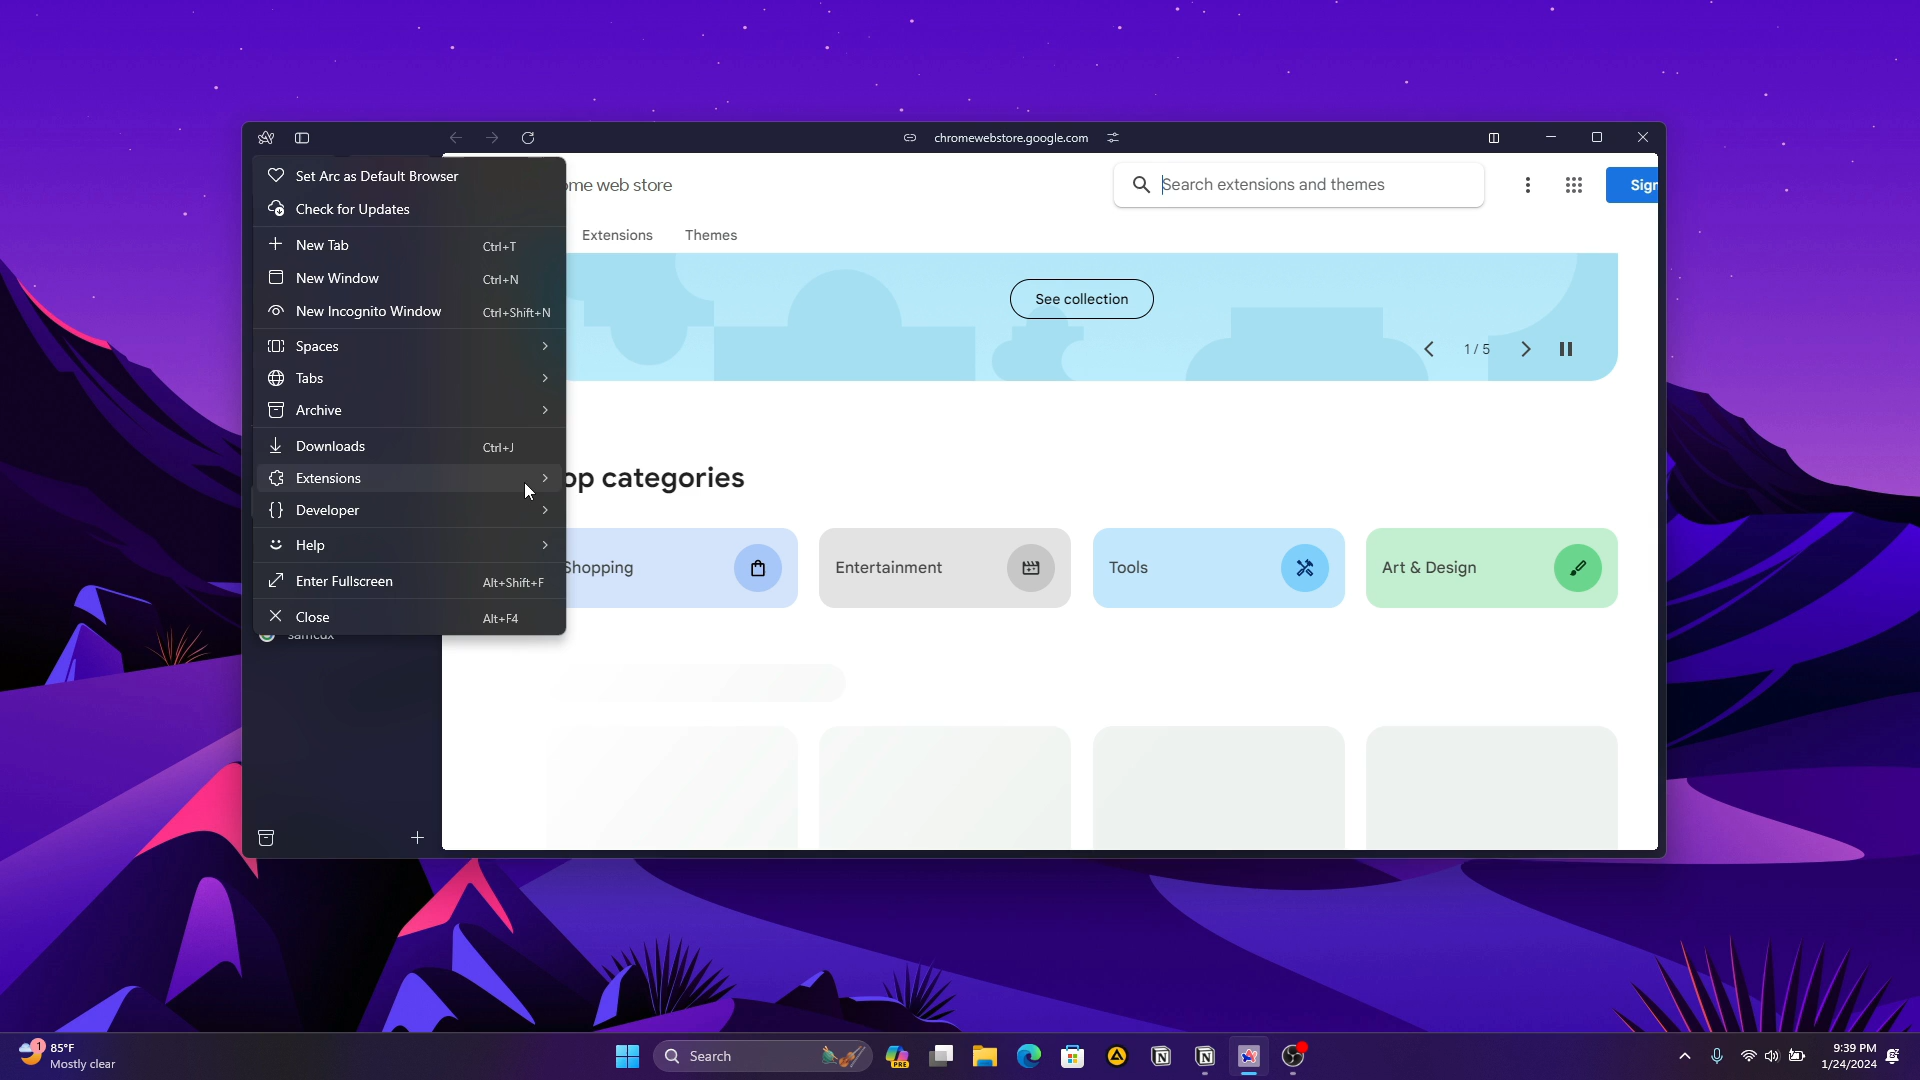 chromewebstore.google.com
Set Arc as Default Browser
Check for Updates
New Tab Ctrl+T
New Window Ctrl+N
New Incognito Window Ctrl+Shift+N
Spaces
Tabs
Archive
Downloads Ctrl+J
Extensions
Developer
Help
Enter Fullscreen Alt+Shift+F
Close Alt+F4
ome web store
Search extensions and themes
Sign
Extensions Themes
See collection
1 / 5
op categories
Shopping
Entertainment
Tools
Art & Design
1
85°F
Mostly clear
Search
PRE
9:39 PM
1/24/2024